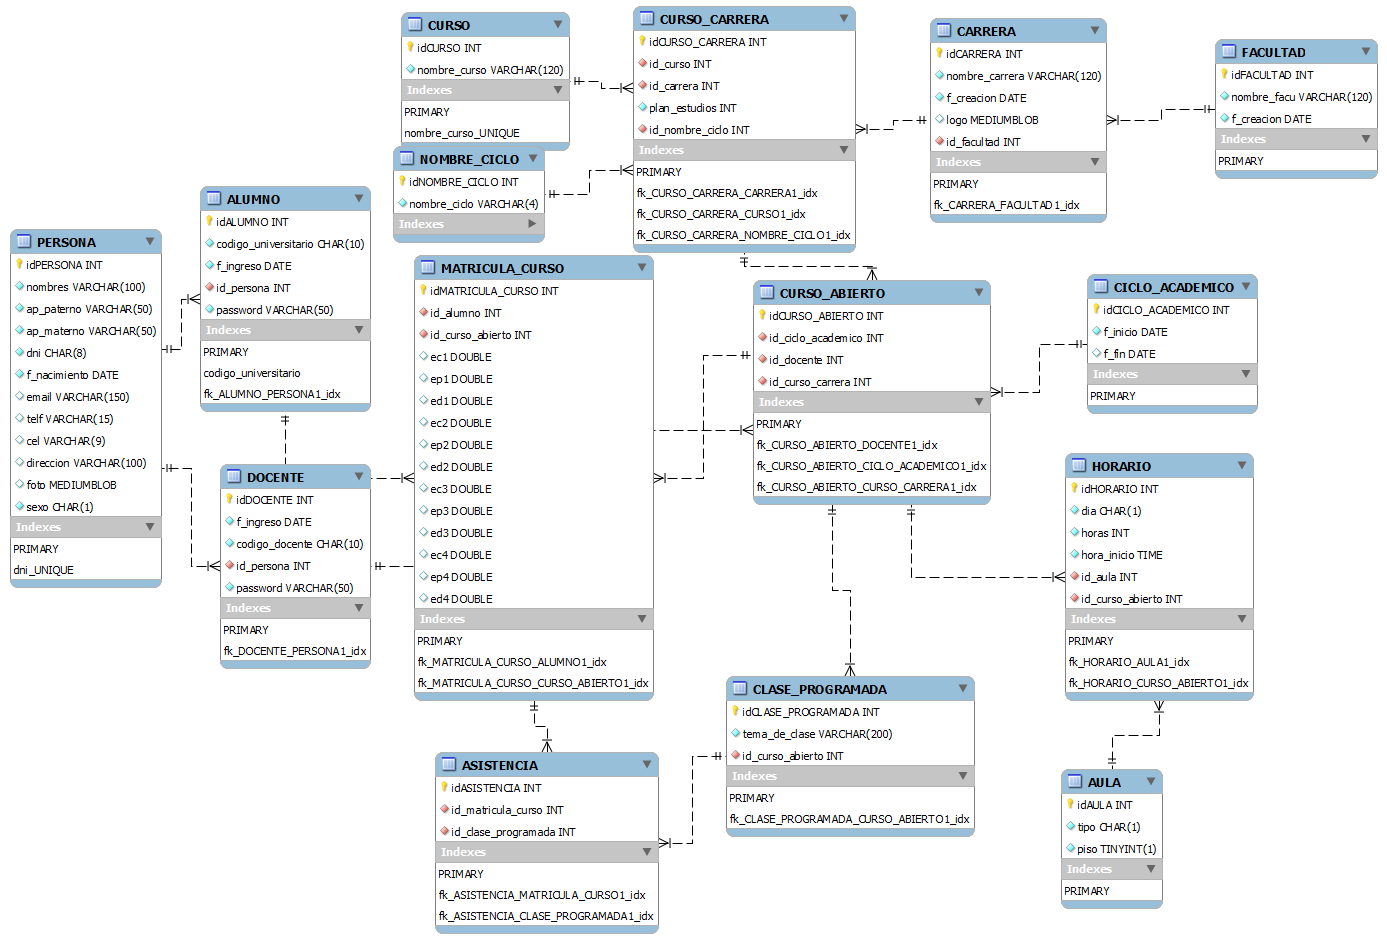 CURSO
idCURSO INT
nombre_curso VARCHAR(120)
Indexes
PRIMARY
nombre_curso_UNIQUE
NOMBRE_CICLO
idNOMBRE_CICLO INT
nombre_ciclo VARCHAR(4)
Indexes
CURSO_CARRERA
idCURSO_CARRERA INT
id_curso INT
id_carrera INT
plan_estudios INT
id_nombre_ciclo INT
Indexes
PRIMARY
fk_CURSO_CARRERA_CARRERA1_idx
fk_CURSO_CARRERA_CURSO1_idx
fk_CURSO_CARRERA_NOMBRE_CICLO1_idx
CARRERA
idCARRERA INT
nombre_carrera VARCHAR(120)
f_creacion DATE
logo MEDIUMBLOB
id_facultad INT
Indexes
PRIMARY
fk_CARRERA_FACULTAD1_idx
FACULTAD
idFACULTAD INT
nombre_facu VARCHAR(120)
f_creacion DATE
Indexes
PRIMARY
PERSONA
idPERSONA INT
nombres VARCHAR(100)
ap_paterno VARCHAR(50)
ap_materno VARCHAR(50)
dni CHAR(8)
f_nacimiento DATE
email VARCHAR(150)
telf VARCHAR(15)
cel VARCHAR(9)
direccion VARCHAR(100)
foto MEDIUMBLOB
sexo CHAR(1)
Indexes
PRIMARY
dni_UNIQUE
ALUMNO
idALUMNO INT
codigo_universitario CHAR(10)
f_ingreso DATE
id_persona INT
password VARCHAR(50)
Indexes
PRIMARY
codigo_universitario
fk_ALUMNO_PERSONA1_idx
DOCENTE
idDOCENTE INT
f_ingreso DATE
codigo_docente CHAR(10)
id_persona INT
password VARCHAR(50)
Indexes
PRIMARY
fk_DOCENTE_PERSONA1_idx
MATRICULA_CURSO
idMATRICULA_CURSO INT
id_alumno INT
id_curso_abierto INT
ec1 DOUBLE
ep1 DOUBLE
ed1 DOUBLE
ec2 DOUBLE
ep2 DOUBLE
ed2 DOUBLE
ec3 DOUBLE
ep3 DOUBLE
ed3 DOUBLE
ec4 DOUBLE
ep4 DOUBLE
ed4 DOUBLE
Indexes
PRIMARY
fk_MATRICULA_CURSO_ALUMNO1_idx
fk_MATRICULA_CURSO_CURSO_ABIERTO1_idx
CURSO_ABIERTO
idCURSO_ABIERTO INT
id_ciclo_academico INT
id_docente INT
id_curso_carrera INT
Indexes
PRIMARY
fk_CURSO_ABIERTO_DOCENTE1_idx
fk_CURSO_ABIERTO_CICLO_ACADEMICO1_idx
fk_CURSO_ABIERTO_CURSO_CARRERA1_idx
CICLO_ACADEMICO
idCICLO_ACADEMICO INT
f_inicio DATE
f_fin DATE
Indexes
PRIMARY
HORARIO
idHORARIO INT
dia CHAR(1)
horas INT
hora_inicio TIME
id_aula INT
id_curso_abierto INT
Indexes
PRIMARY
fk_HORARIO_AULA1_idx
fk_HORARIO_CURSO_ABIERTO1_idx
CLASE_PROGRAMADA
idCLASE_PROGRAMADA INT
tema_de_clase VARCHAR(200)
id_curso_abierto INT
Indexes
PRIMARY
fk_CLASE_PROGRAMADA_CURSO_ABIERTO1_idx
ASISTENCIA
idASISTENCIA INT
id_matricula_curso INT
id_clase_programada INT
Indexes
PRIMARY
fk_ASISTENCIA_MATRICULA_CURSO1_idx
fk_ASISTENCIA_CLASE_PROGRAMADA1_idx
AULA
idAULA INT
tipo CHAR(1)
piso TINYINT(1)
Indexes
PRIMARY